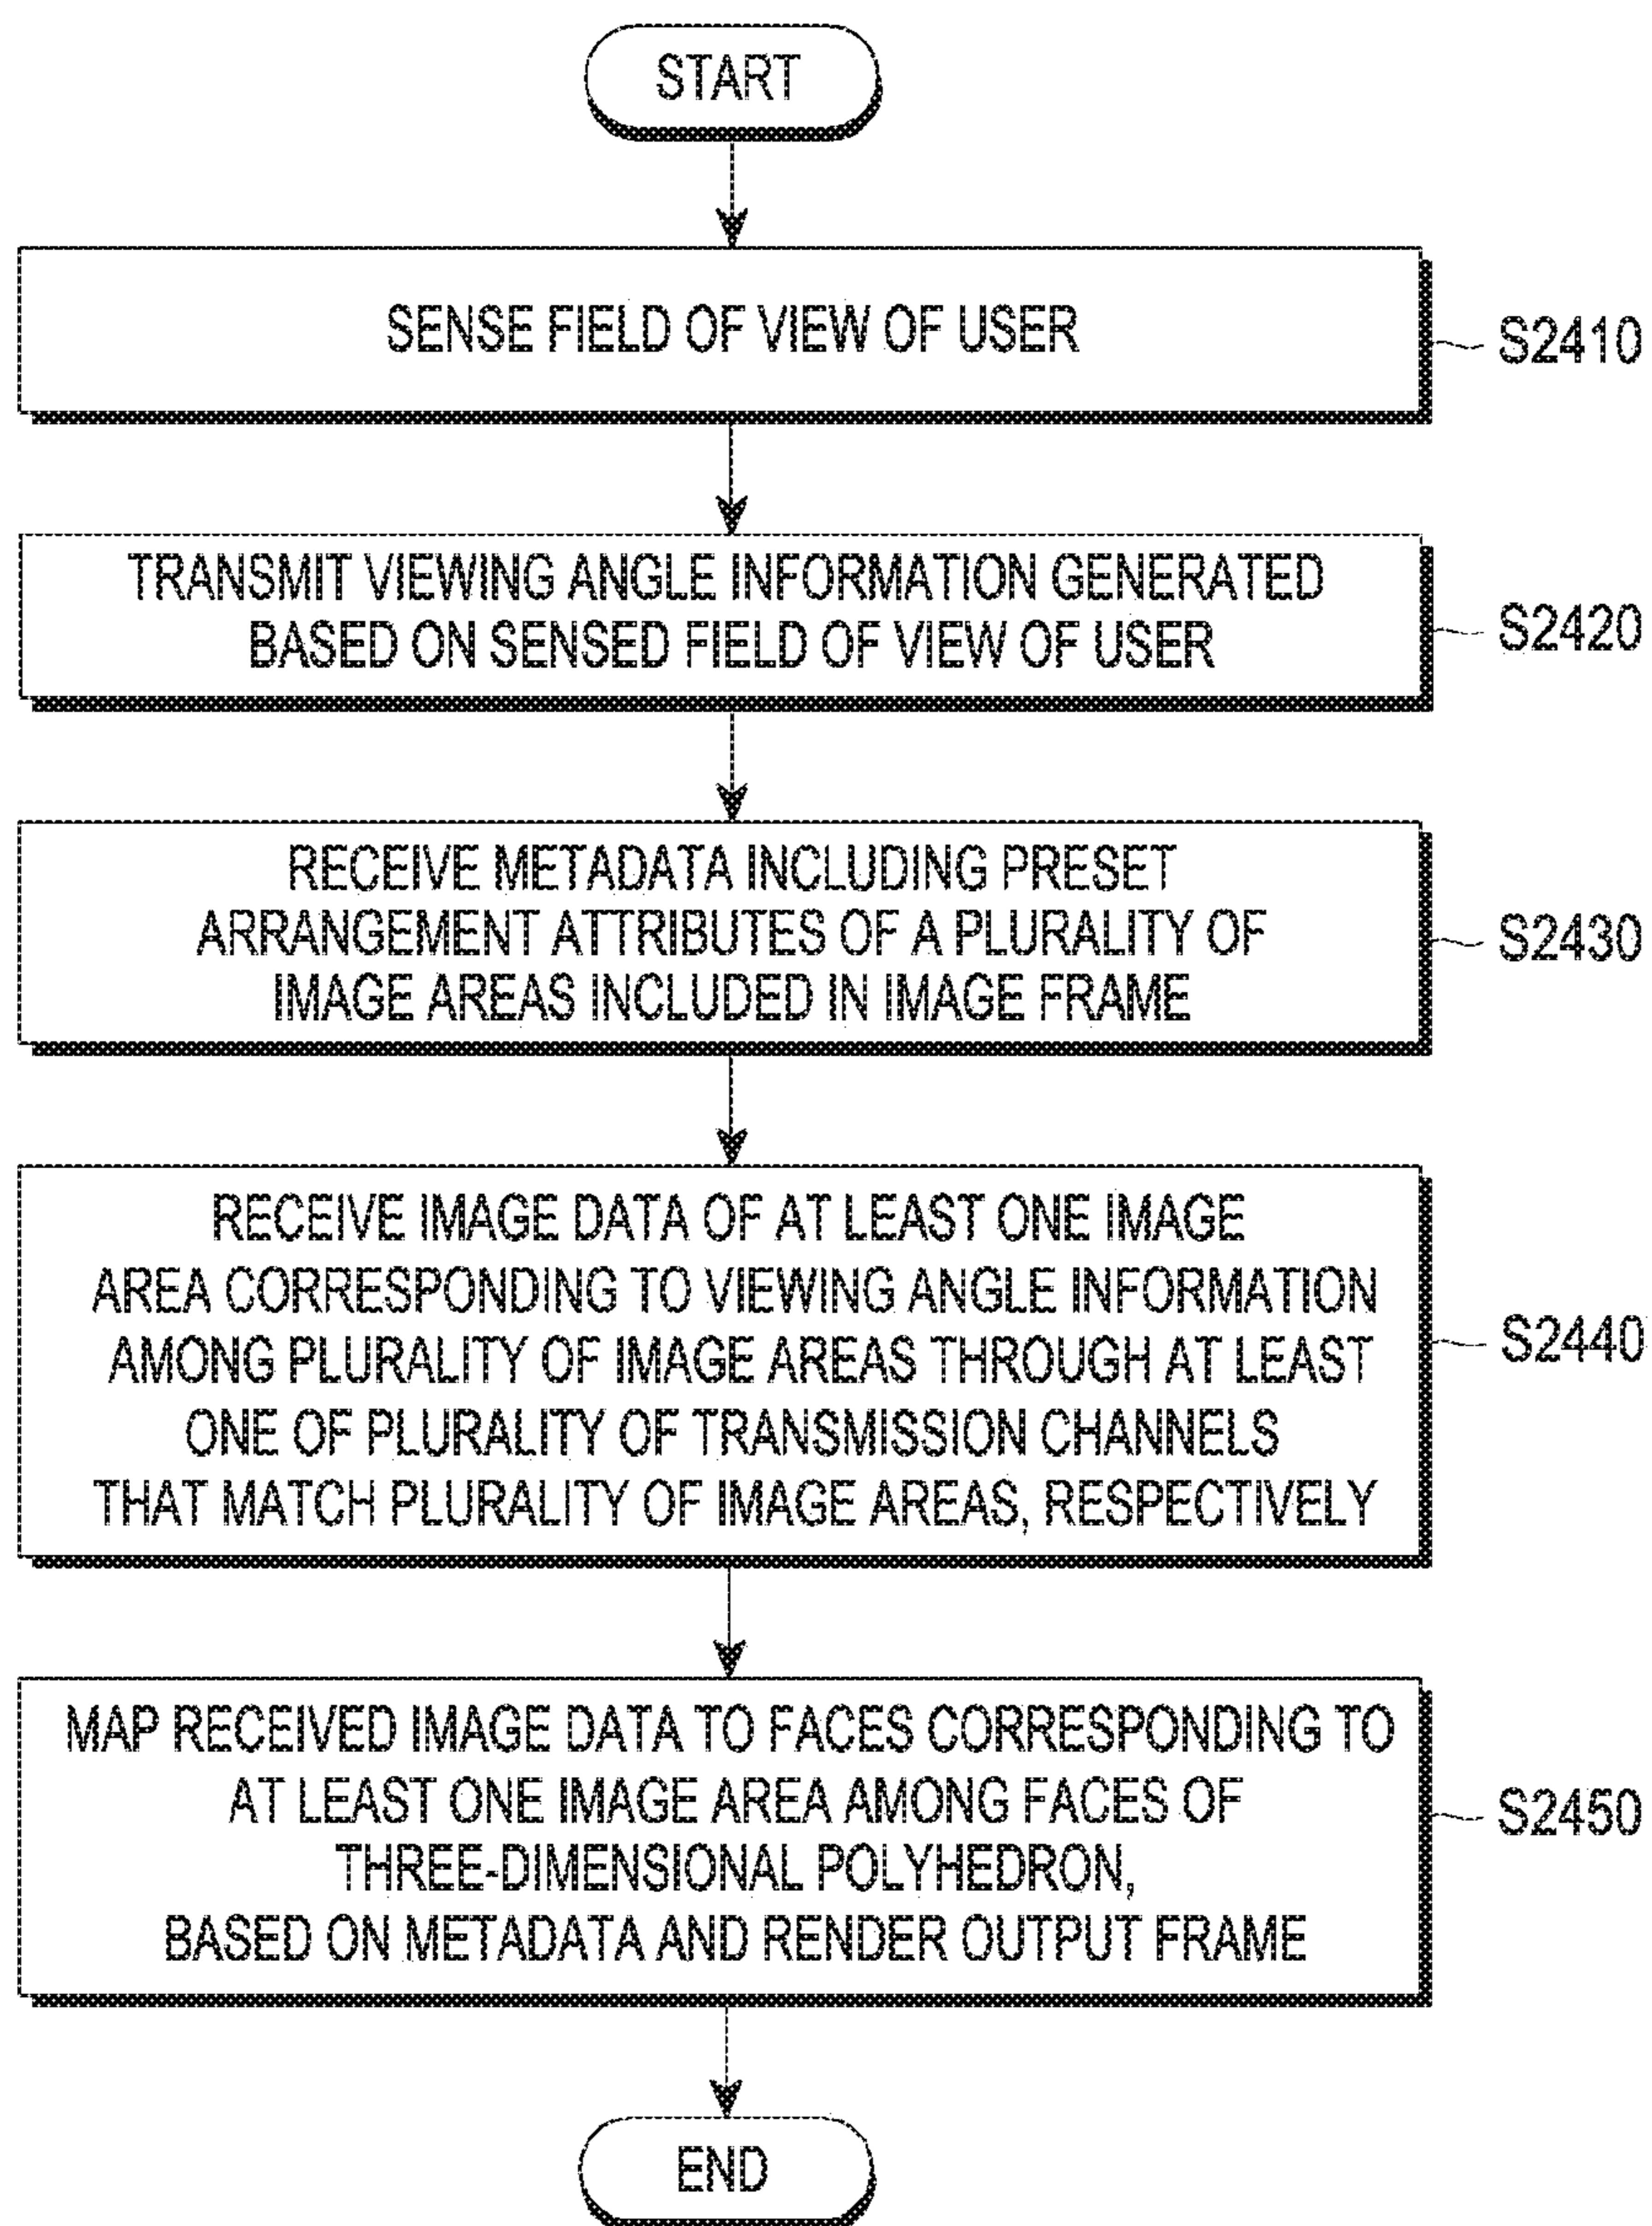 START
SENSE FIELD OF VIEW OF USER
S2410
TRANSMIT VIEWING ANGLE INFORMATION GENERATED
BASED ON SENSED FIELD OF VIEW OF USER
S2420
RECEIVE METADATA INCLUDING PRESET
ARRANGEMENT ATTRIBUTES OF A PLURALITY OF
IMAGE AREAS INCLUDED IN IMAGE FRAME
S2430
RECEIVE IMAGE DATA OF AT LEAST ONE IMAGE
AREA CORRESPONDING TO VIEWING ANGLE INFORMATION
AMONG PLURALITY OF IMAGE AREAS THROUGH AT LEAST
ONE OF PLURALITY OF TRANSMISSION CHANNELS
THAT MATCH PLURALITY OF IMAGE AREAS, RESPECTIVELY
S2440
MAP RECEIVED IMAGE DATA TO FACES CORRESPONDING TO
AT LEAST ONE IMAGE AREA AMONG FACES OF
THREE-DIMENSIONAL POLYHEDRON,
BASED ON METADATA AND RENDER OUTPUT FRAME
S2450
END